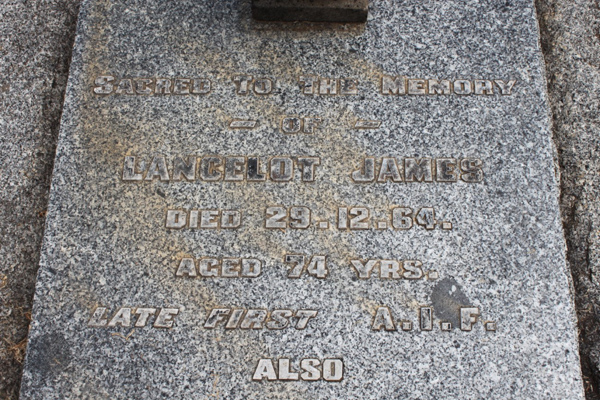 SACRED TO THE MEMORY
— OF —
LANCELOT JAMES
DIED 29.12.64.
AGED 74 YRS.
LATE FIRST A.I.F.
ALSO